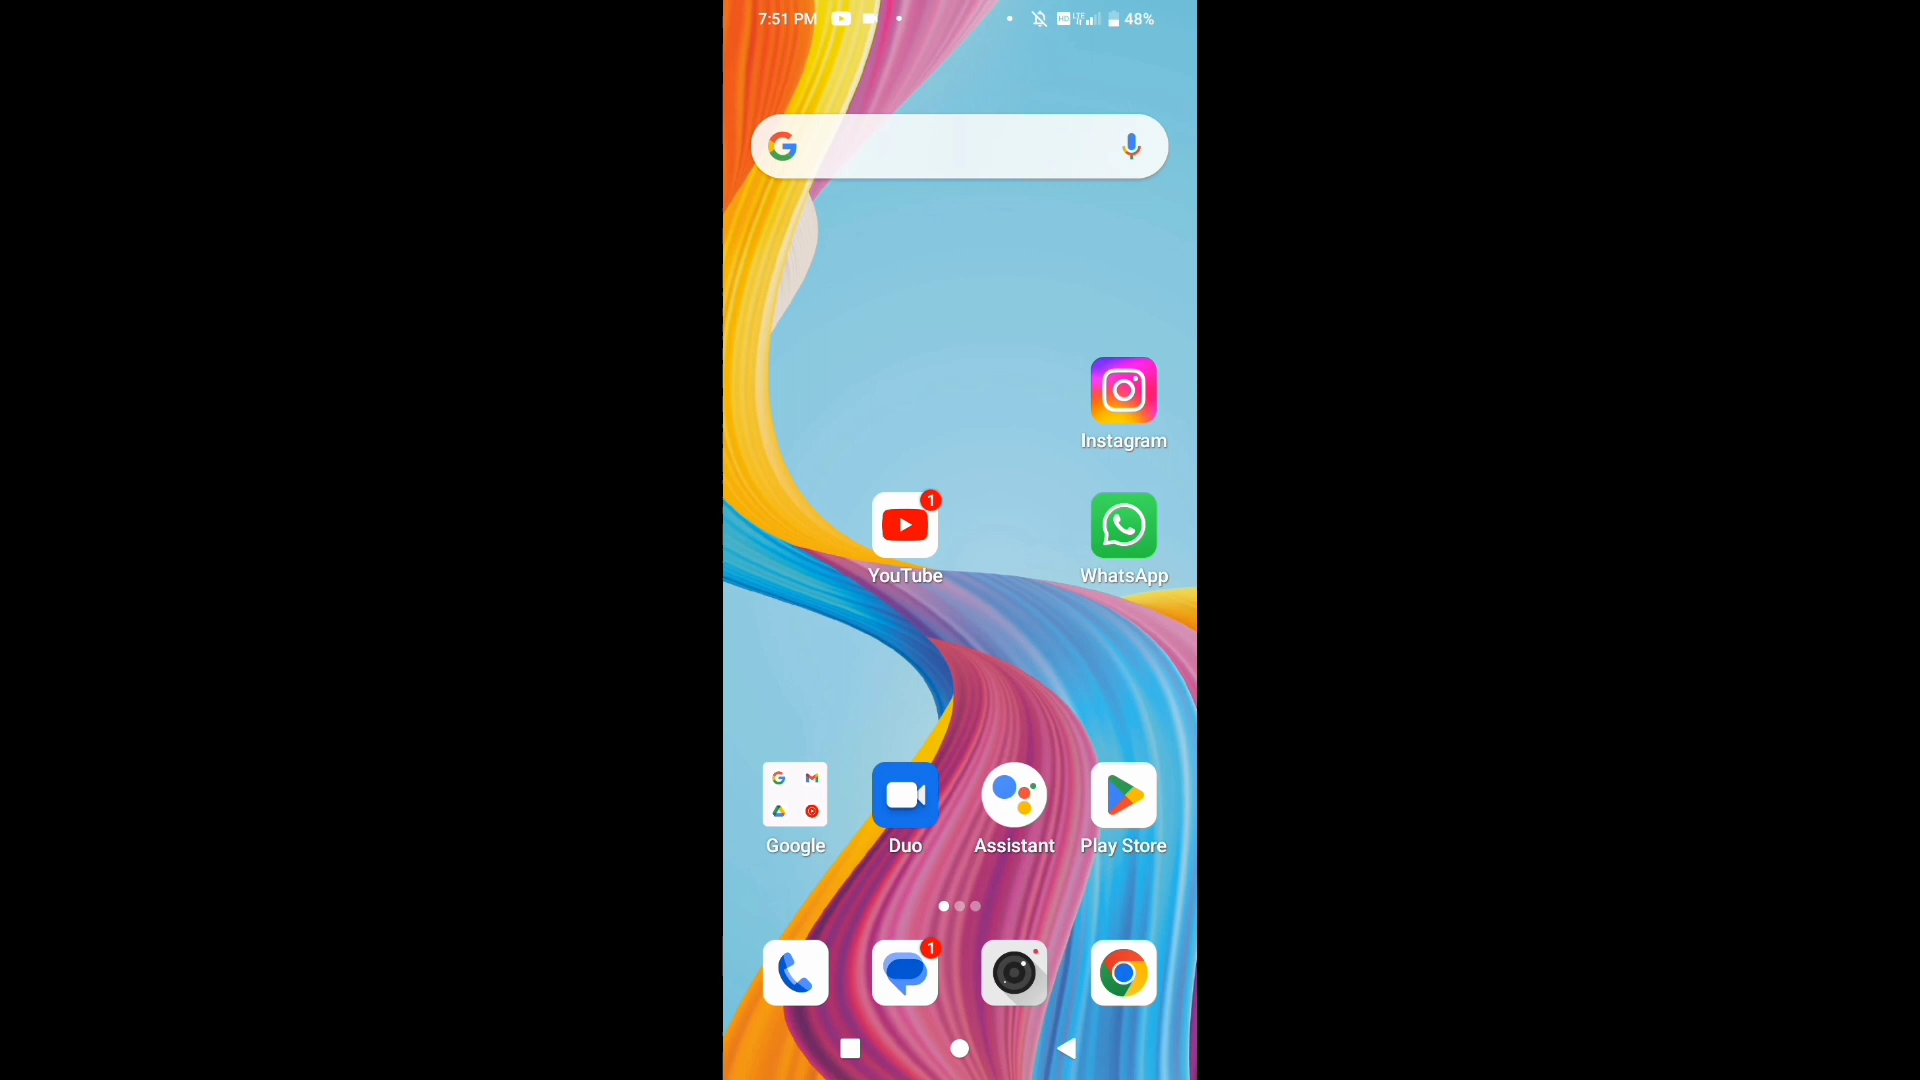 7:51 PM 48%
Instagram
1
YouTube WhatsApp
Google Duo Assistant Play Store
1